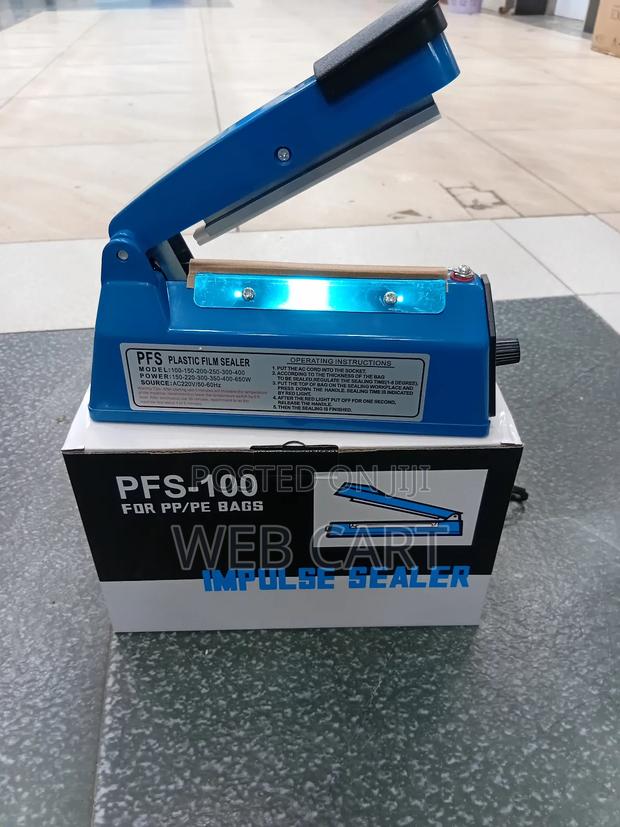 PFS PLASTIC FILM SEALER
MODEL:100-150-200-250-300-400
POWER:150-220-300-350-400-650W
SOURCE:AC220V/50-60Hz
OPERATING INSTRUCTIONS
1. PUT THE AC CORD INTO THE SOCKET.
2. ACCORDING TO THE THICKNESS OF THE BAG
TO BE SEALED.REGULATE THE SEALING TIME(1-8 DEGREE).
3. PUT THE TOP OF BAG ON THE SEALING WORKPLACE AND
PRESS DOWN THE HANDLE.SEALING TIME IS INDICATED
BY RED LIGHT.
4. AFTER THE RED LIGHT PUT OFF FOR ONE SECOND,
RELEASE THE HANDLE.
5. THEN THE SEALING IS FINISHED.
PFS-100
FOR PP/PE BAGS
POSTED ON JIJI
WEB CART
IMPULSE SEALER